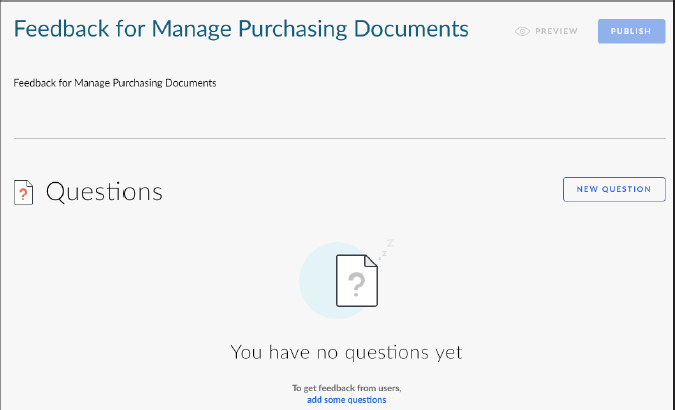 Feedback for Manage Purchasing Documents
PREVIEW
PUBLISH
Feedback for Manage Purchasing Documents
? Questions
NEW QUESTION
z z Z
?
You have no questions yet
To get feedback from users,
add some questions